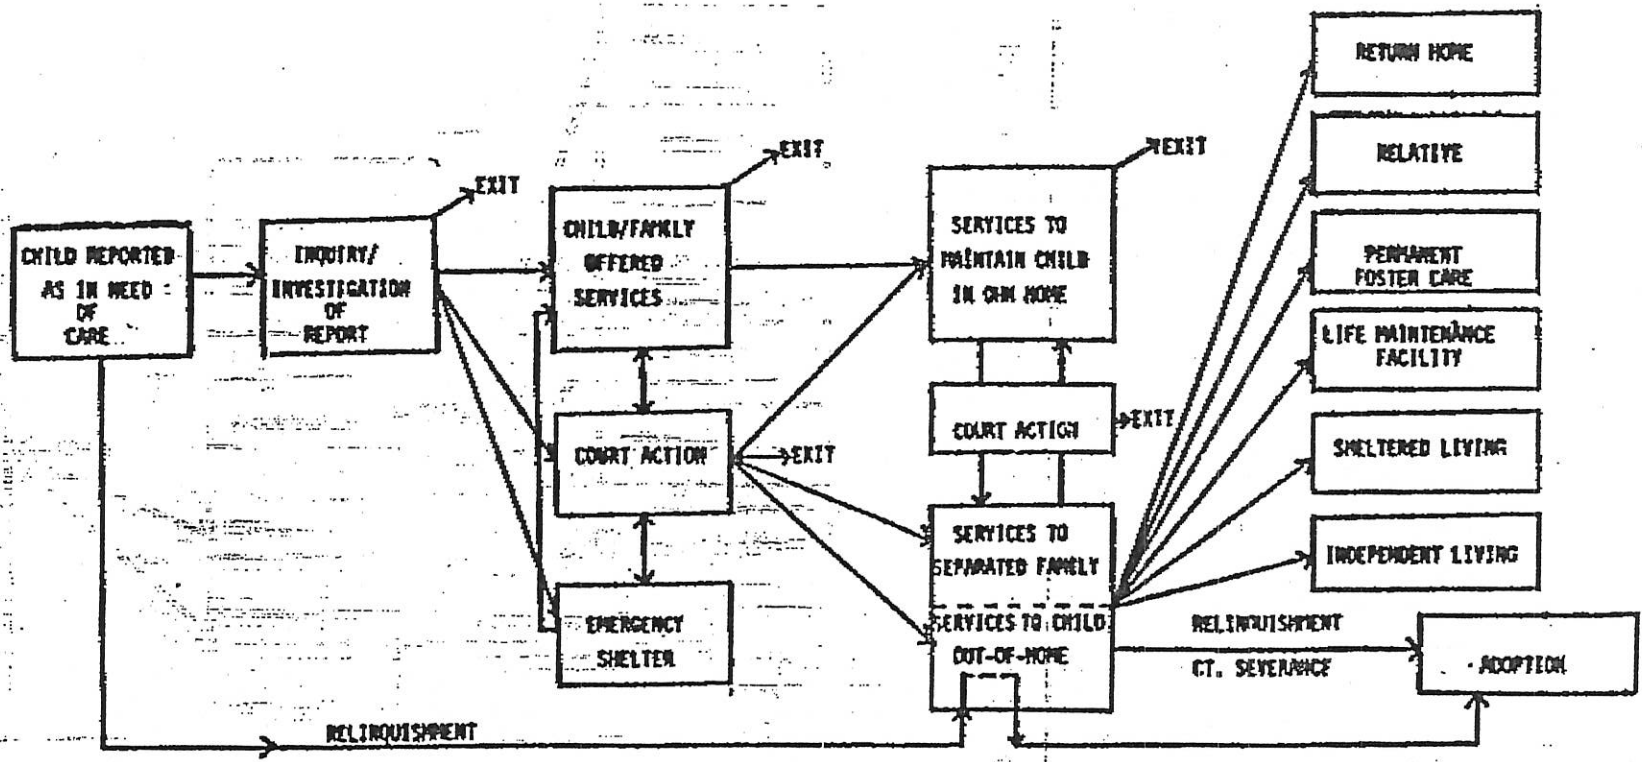 CHILD REPORTED
AS IN NEED
OF
CARE
INQUIRY/
INVESTIGATION
OF
REPORT
EXIT
CHILD/FAMILY
OFFERED
SERVICES
EXIT
COURT ACTION
EXIT
EMERGENCY
SHELTER
SERVICES TO
MAINTAIN CHILD
IN OWN HOME
EXIT
COURT ACTION
EXIT
SERVICES TO
SEPARATED FAMILY
SERVICES TO CHILD
OUT-OF-HOME
RETURN HOME
RELATIVE
PERMANENT
FOSTER CARE
LIFE MAINTENANCE
FACILITY
SHELTERED LIVING
INDEPENDENT LIVING
RELINQUISHMENT
CT. SEVERANCE
ADOPTION
RELINQUISHMENT